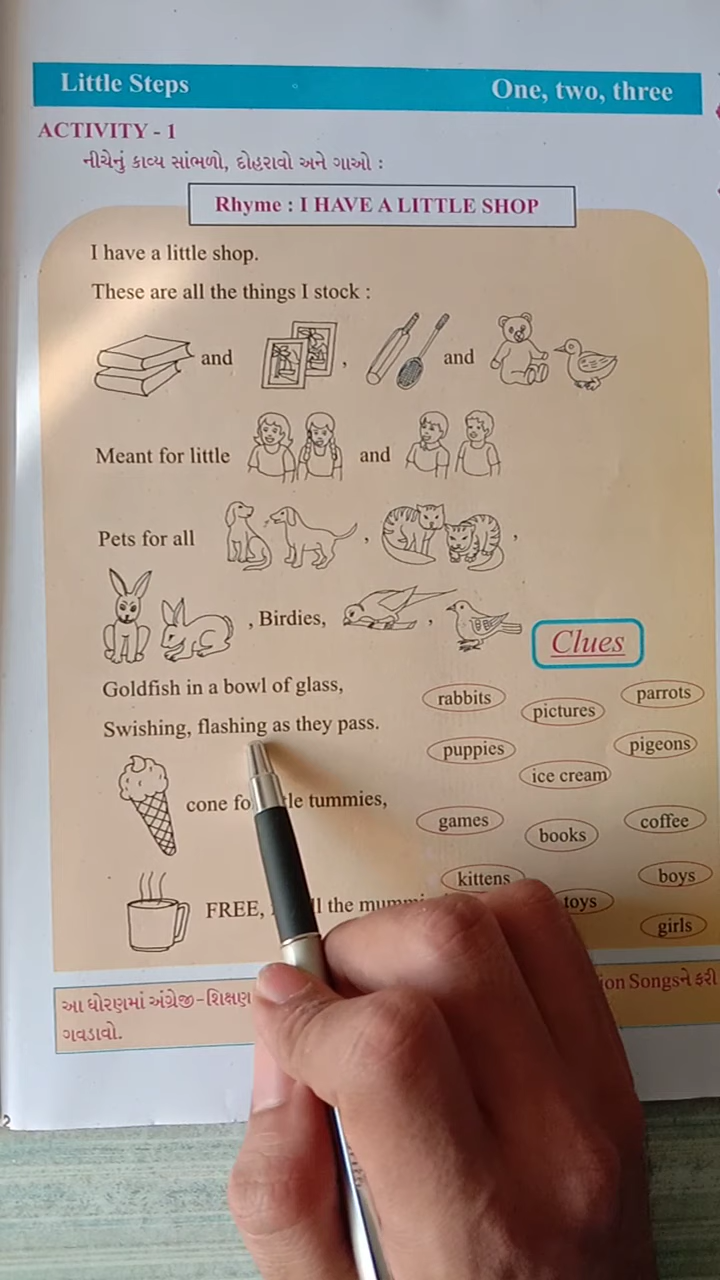 Little Steps One, two, three
ACTIVITY - 1
નીચેનું કાવ્ય સાંભળો, દોહરાવો અને ગાઓ :
Rhyme : I HAVE A LITTLE SHOP
I have a little shop.
These are all the things I stock :
and , and
Meant for little and
Pets for all , ,
, Birdies, ,
Clues
Goldfish in a bowl of glass,
Swishing, flashing as they pass.
cone tummies,
FREE, the
rabbits
pictures
parrots
puppies
ice cream
pigeons
games
books
coffee
kittens
toys
boys
girls
આ ધોરણમાં અંગ્રેજી-શિક્ષણ Songsને ફરી
ગવડાવો.
2